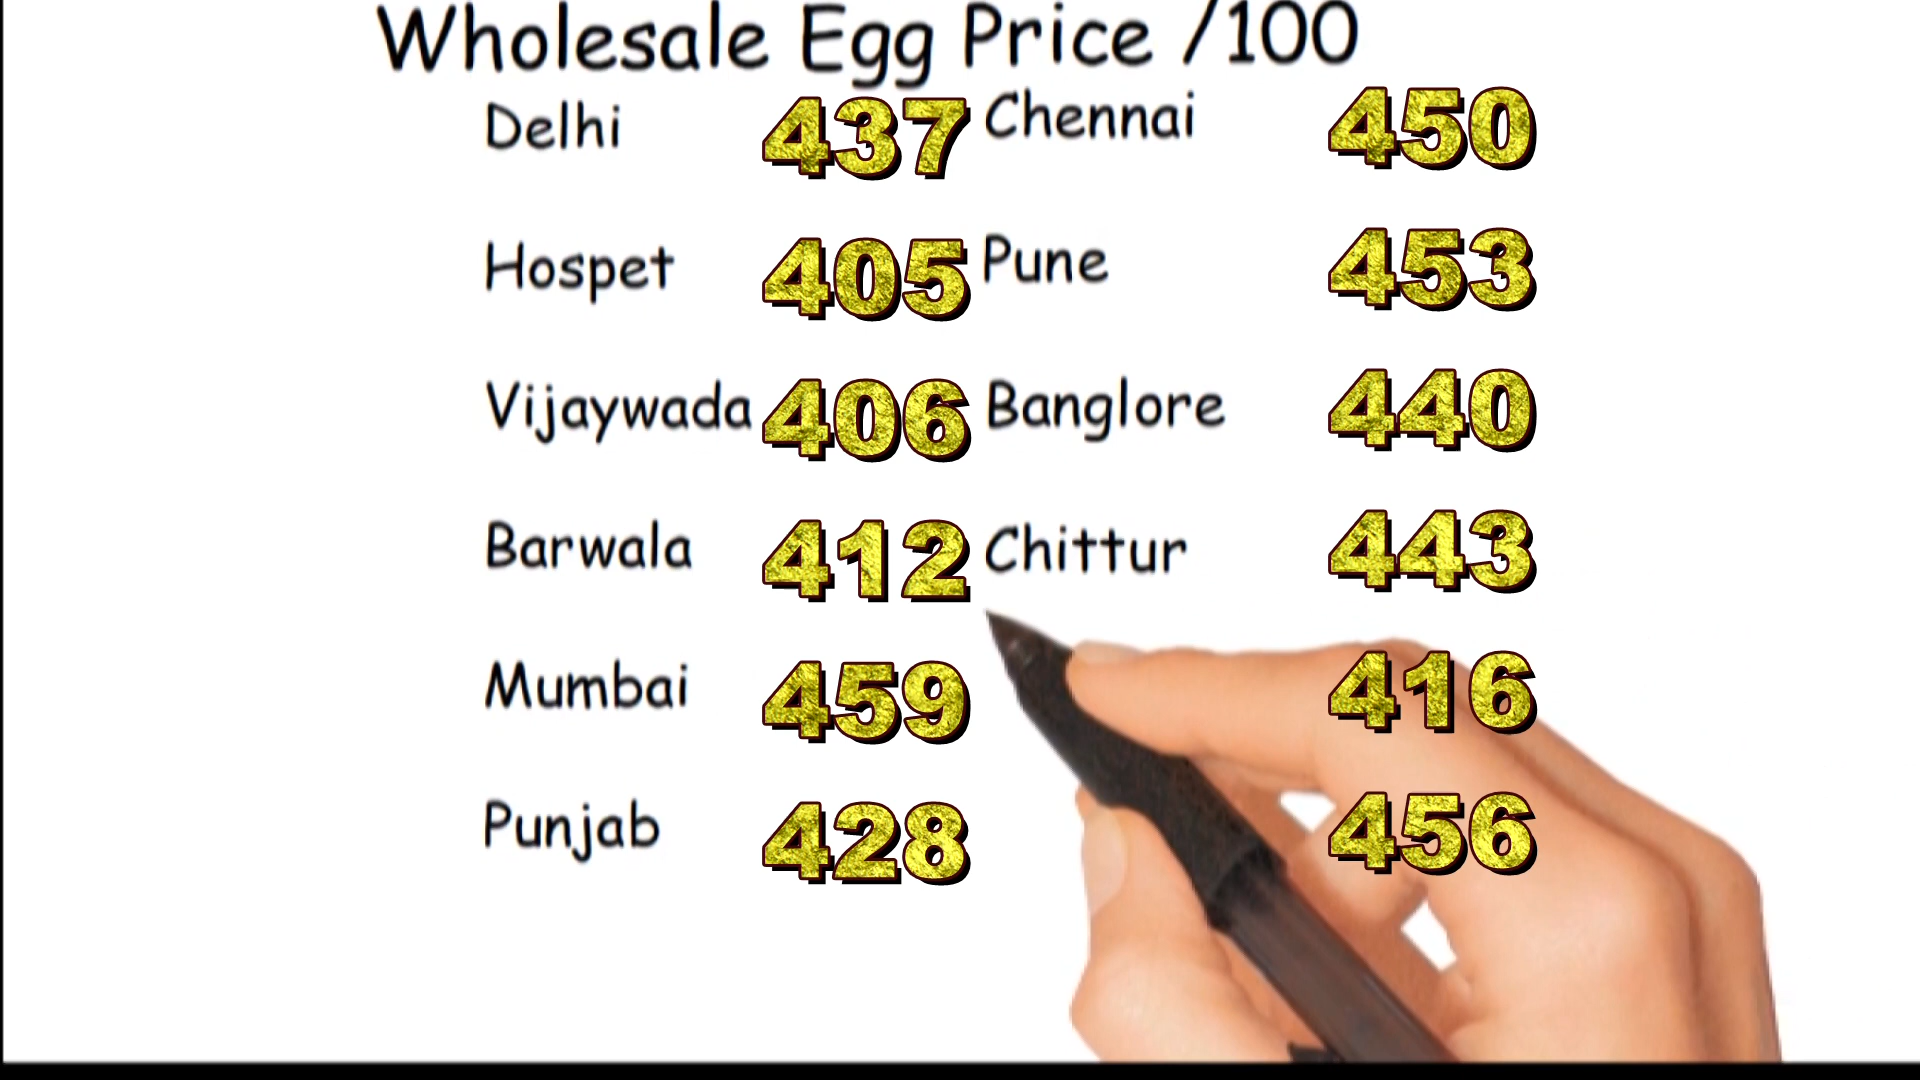 Wholesale Egg Price /100
Delhi 437 Chennai 450
Hospet 405 Pune 453
Vijaywada 406 Banglore 440
Barwala 412 Chittur 443
Mumbai 459 416
Punjab 428 456